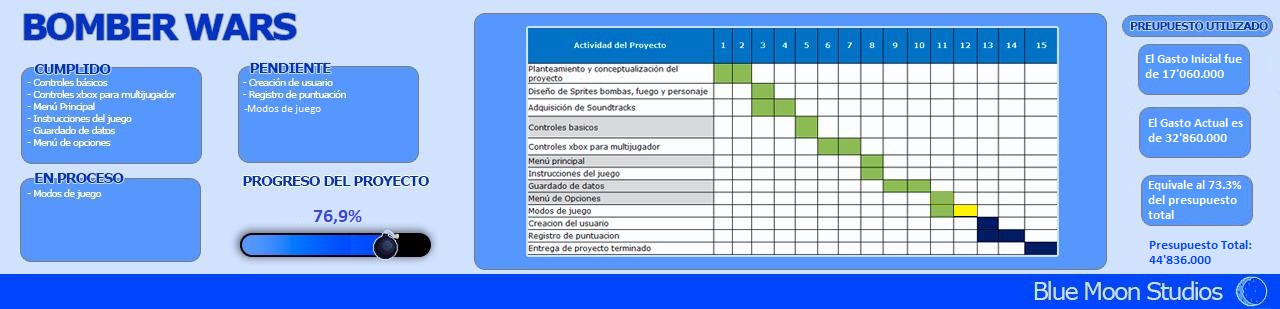 BOMBER WARS
CUMPLIDO
- Controles básicos
- Controles xbox para multijugador
- Menú Principal
- Instrucciones del juego
- Guardado de datos
- Menú de opciones
PENDIENTE
- Creación de usuario
- Registro de puntuación
-Modos de juego
EN PROCESO
- Modos de juego
PROGRESO DEL PROYECTO
76,9%
Actividad del Proyecto 1 2 3 4 5 6 7 8 9 10 11 12 13 14 15
Planteamiento y conceptualización del
proyecto
Diseño de Sprites bombas, fuego y personaje
Adquisición de Soundtracks
Controles basicos
Controles xbox para multijugador
Menú principal
Instrucciones del juego
Guardado de datos
Menú de Opciones
Modos de juego
Creacion del usuario
Registro de puntuacion
Entrega de proyecto terminado
PREUPUESTO UTILIZADO
El Gasto Inicial fue
de 17'060.000
El Gasto Actual es
de 32'860.000
Equivale al 73.3%
del presupuesto
total
Presupuesto Total:
44'836.000
Blue Moon Studios